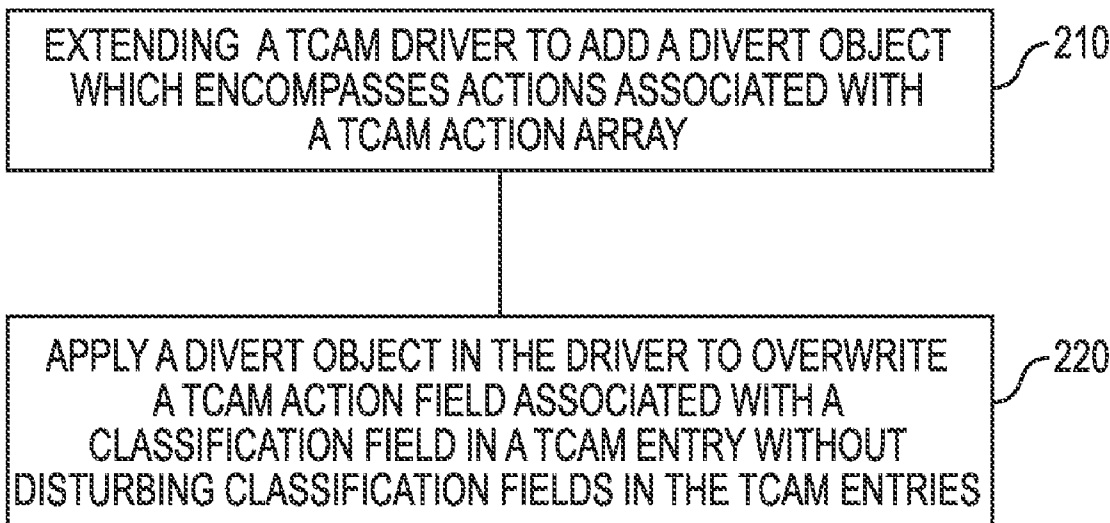 EXTENDING A TCAM DRIVER TO ADD A DIVERT OBJECT
WHICH ENCOMPASSES ACTIONS ASSOCIATED WITH
A TCAM ACTION ARRAY
210
APPLY A DIVERT OBJECT IN THE DRIVER TO OVERWRITE
A TCAM ACTION FIELD ASSOCIATED WITH A
CLASSIFICATION FIELD IN A TCAM ENTRY WITHOUT
DISTURBING CLASSIFICATION FIELDS IN THE TCAM ENTRIES
220